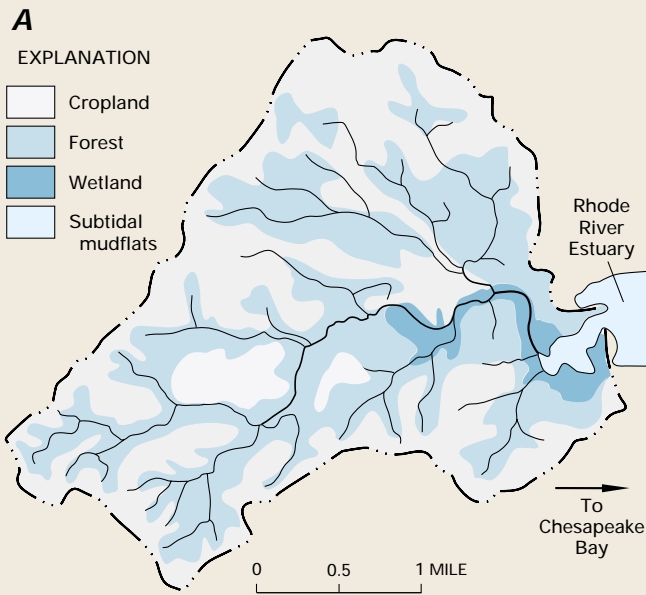 A
EXPLANATION
Cropland
Forest
Wetland
Subtidal
mudflats
Rhode
River
Estuary
To
Chesapeake
Bay
0 0.5 1 MILE